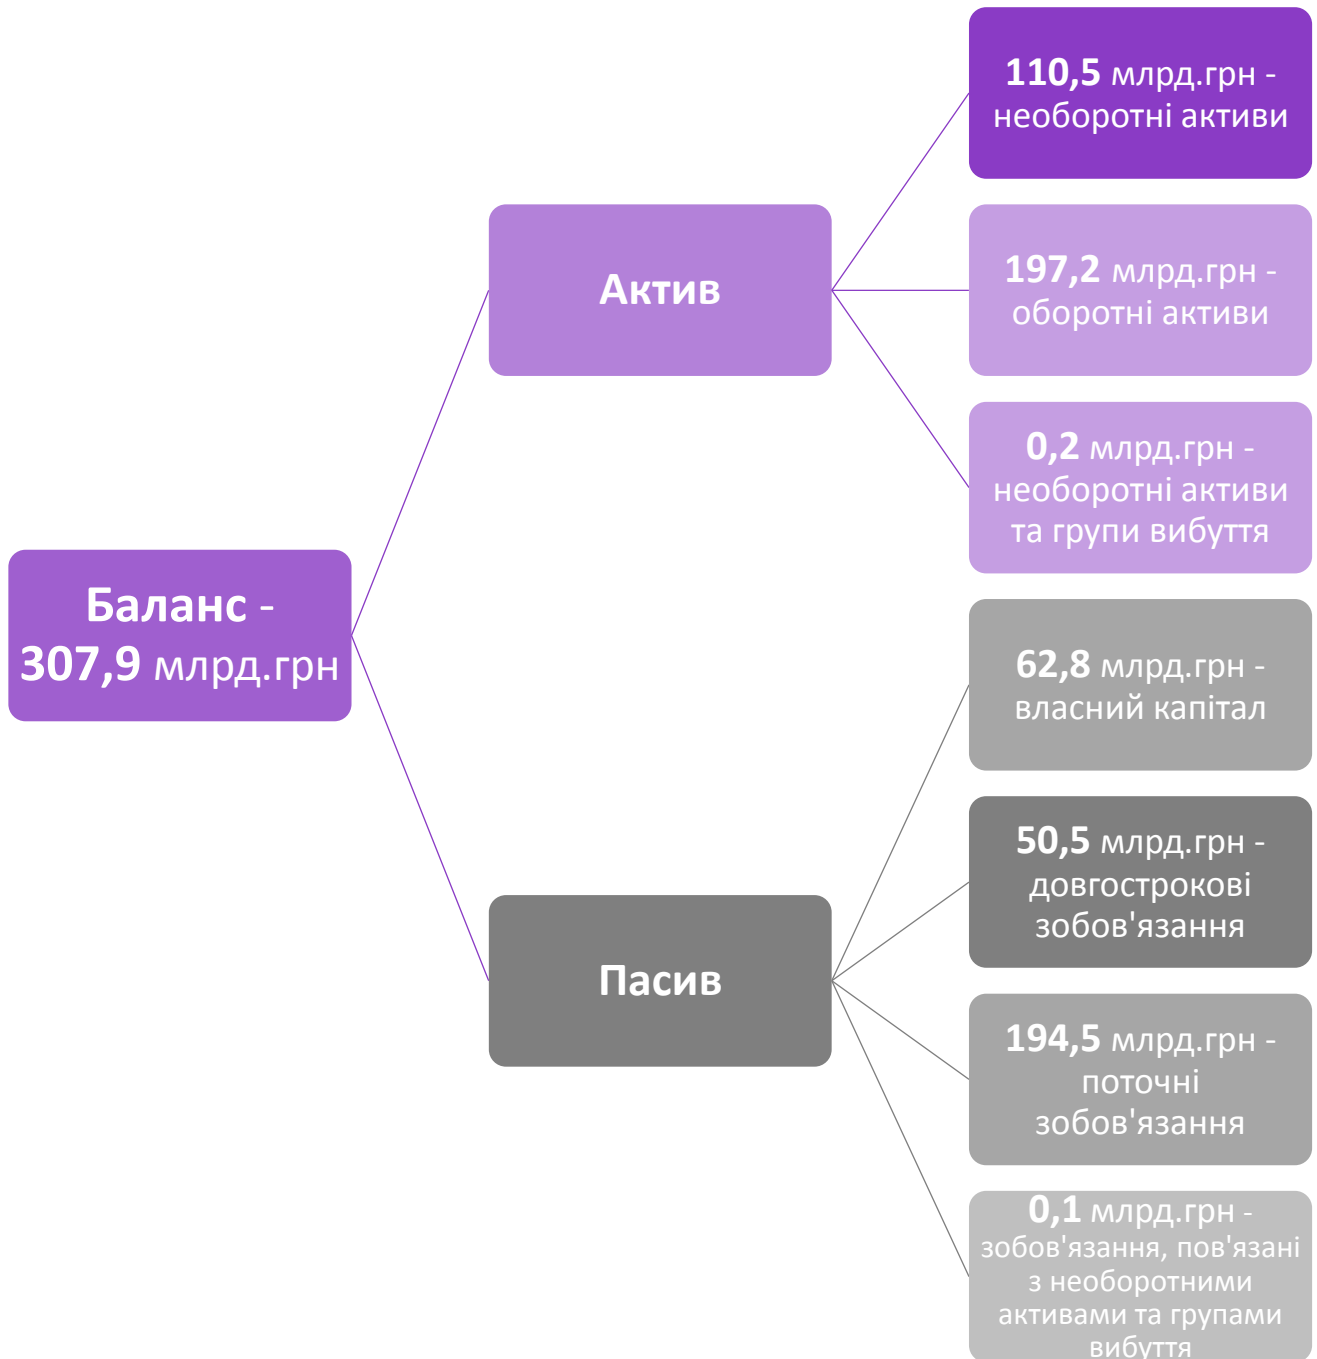 Баланс -
307,9 млрд.грн
Актив
110,5 млрд.грн -
необоротні активи
197,2 млрд.грн -
оборотні активи
0,2 млрд.грн -
необоротні активи
та групи вибуття
Пасив
62,8 млрд.грн -
власний капітал
50,5 млрд.грн -
довгострокові
зобов'язання
194,5 млрд.грн -
поточні
зобов'язання
0,1 млрд.грн -
зобов'язання, пов'язані
з необоротними
активами та групами
вибуття